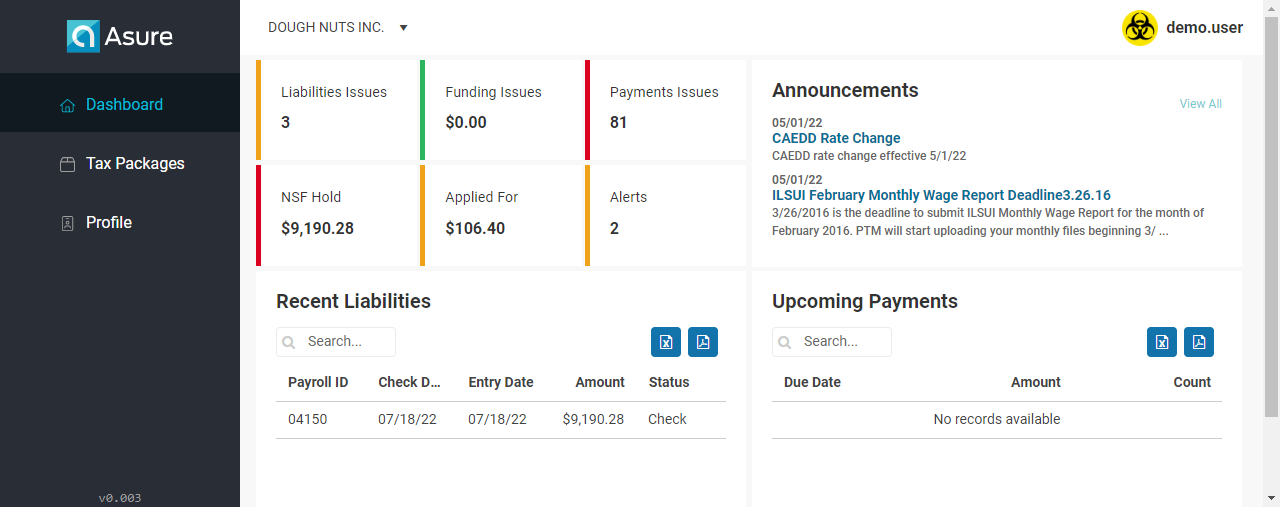 Asure
DOUGH NUTS INC.
demo.user
Dashboard
Tax Packages
Profile
v0.003
Liabilities Issues
3
Funding Issues
$0.00
Payments Issues
81
NSF Hold
$9,190.28
Applied For
$106.40
Alerts
2
Announcements
View All
05/01/22
CAEDD Rate Change
CAEDD rate change effective 5/1/22
05/01/22
ILSUI February Monthly Wage Report Deadline3.26.16
3/26/2016 is the deadline to submit ILSUI Monthly Wage Report for the month of
February 2016. PTM will start uploading your monthly files beginning 3/ ...
Recent Liabilities
Search...
Payroll ID Check D... Entry Date Amount Status
04150 07/18/22 07/18/22 $9,190.28 Check
Upcoming Payments
Search...
Due Date Amount Count
No records available